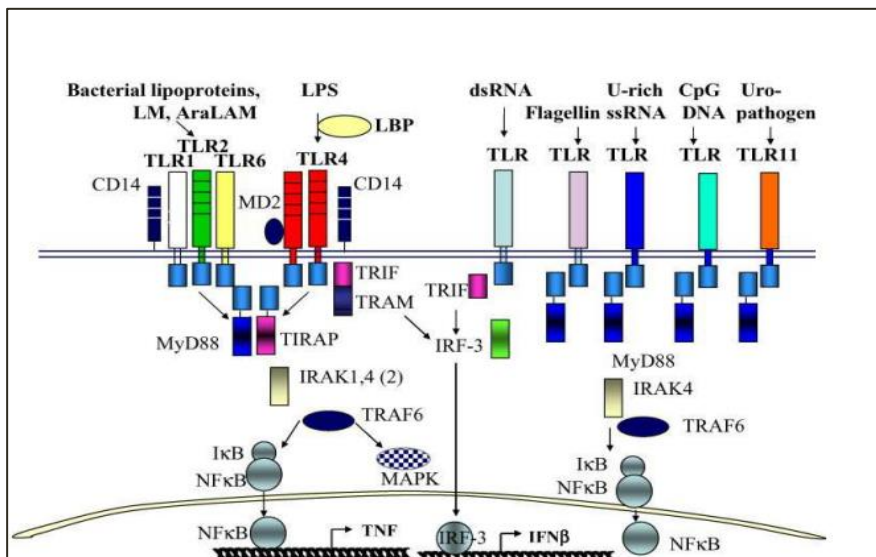 Bacterial lipoproteins,
LM, AraLAM
LPS
LBP
dsRNA
Flagellin
U-rich
ssRNA
CpG
DNA
Uro-
pathogen
TLR1
TLR2
TLR6
TLR4
TLR
TLR
TLR
TLR
TLR11
CD14
MD2
CD14
TRIF
TRAM
TRIF
MyD88
TIRAP
IRF-3
MyD88
IRAK1,4 (2)
IRAK4
TRAF6
TRAF6
IκB
NFκB
MAPK
IκB
NFκB
NFκB
TNF
IRF-3
IFNβ
NFκB